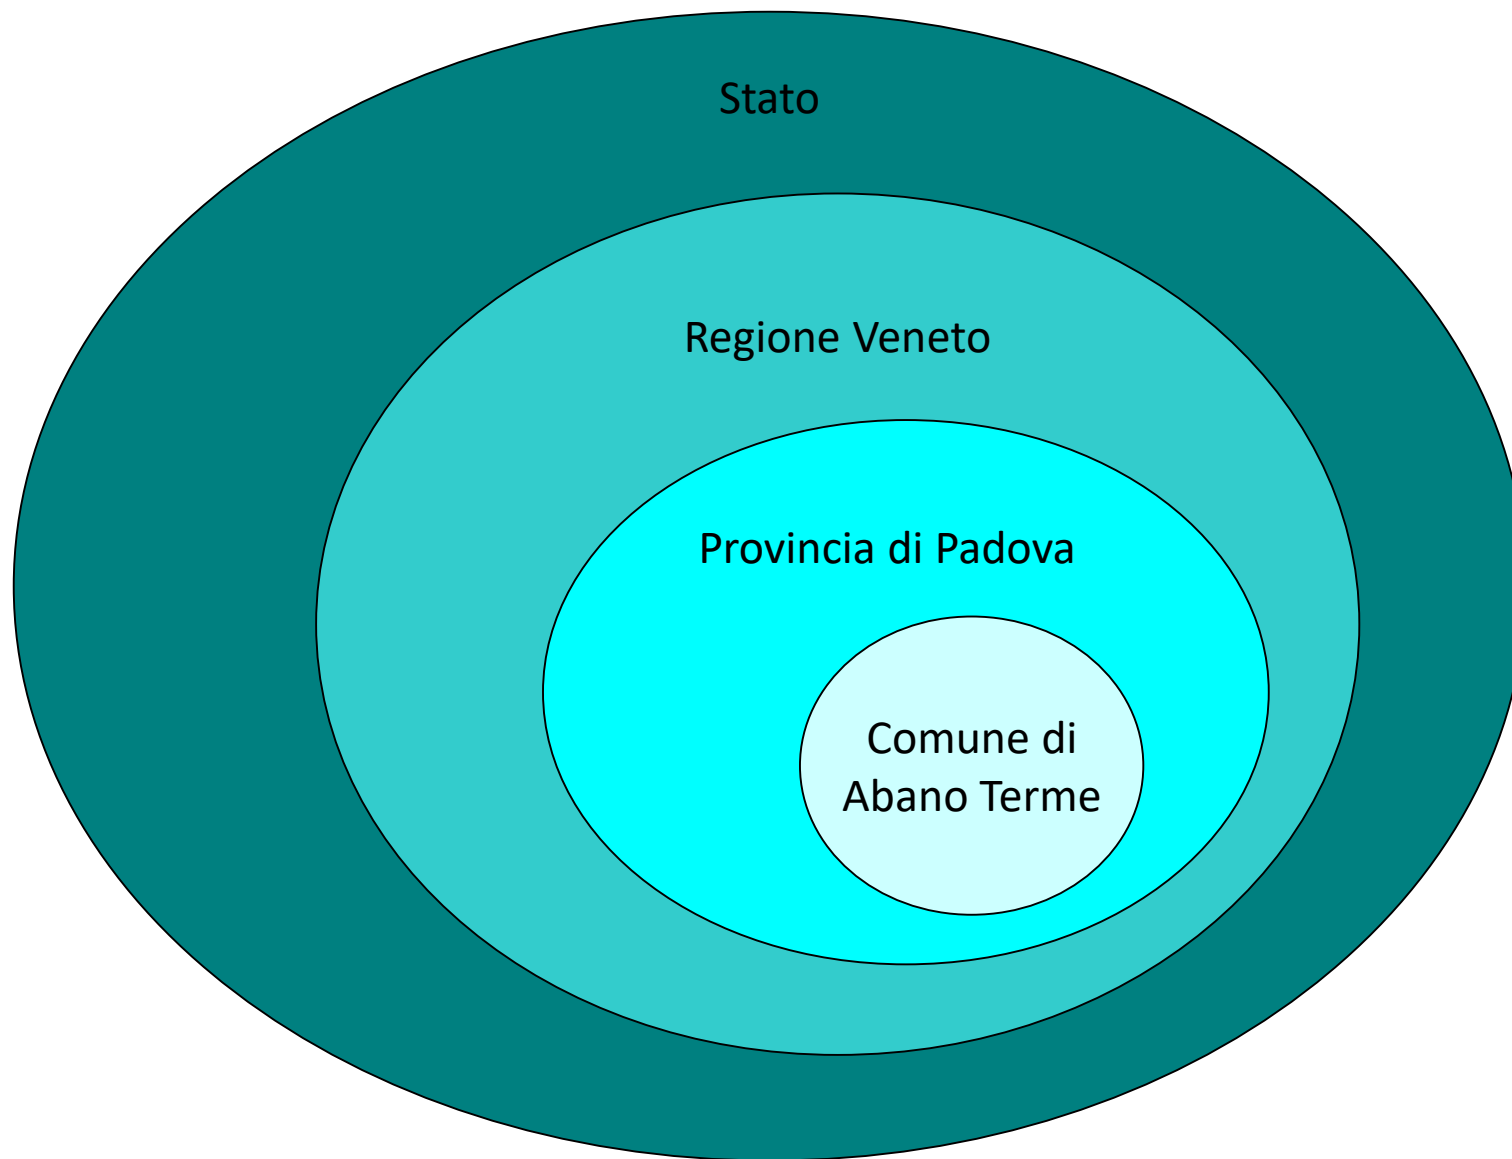 Stato
Regione Veneto
Provincia di Padova
Comune di
Abano Terme